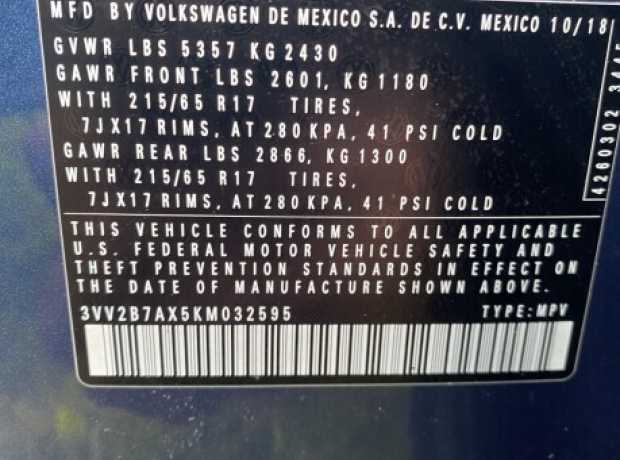 MFD BY VOLKSWAGEN DE MEXICO S.A. DE C.V. MEXICO 10/18
GVWR LBS 5357 KG 2430
GAWR FRONT LBS 2601, KG 1180
WITH 215/65 R17 TIRES,
7JX17 RIMS, AT 280 KPA, 41 PSI COLD
GAWR REAR LBS 2866, KG 1300
WITH 215/65 R17 TIRES,
7JX17 RIMS, AT 280 KPA, 41 PSI COLD
THIS VEHICLE CONFORMS TO ALL APPLICABLE
U.S. FEDERAL MOTOR VEHICLE SAFETY AND
THEFT PREVENTION STANDARDS IN EFFECT ON
THE DATE OF MANUFACTURE SHOWN ABOVE.
3VV2B7AX5KM032595 TYPE:MPV
4260302